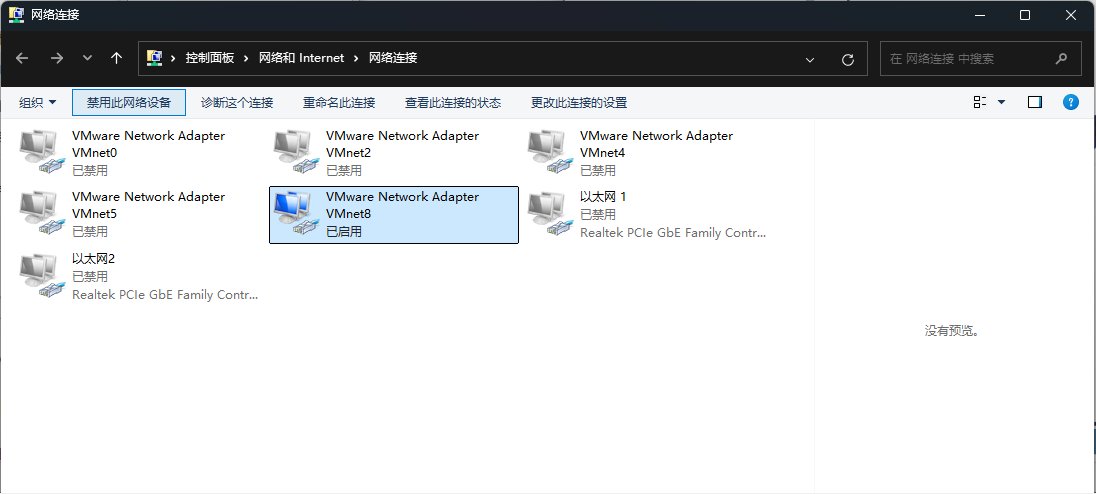 网络连接
控制面板 网络和 Internet 网络连接
在 网络连接 中搜索
组织 禁用此网络设备 诊断这个连接 重命名此连接 查看此连接的状态 更改此连接的设置
VMware Network Adapter
VMnet0
已禁用
VMware Network Adapter
VMnet2
已禁用
VMware Network Adapter
VMnet4
已禁用
VMware Network Adapter
VMnet5
已禁用
VMware Network Adapter
VMnet8
已启用
以太网 1
已禁用
Realtek PCIe GbE Family Contr...
以太网2
已禁用
Realtek PCIe GbE Family Contr...
没有预览。